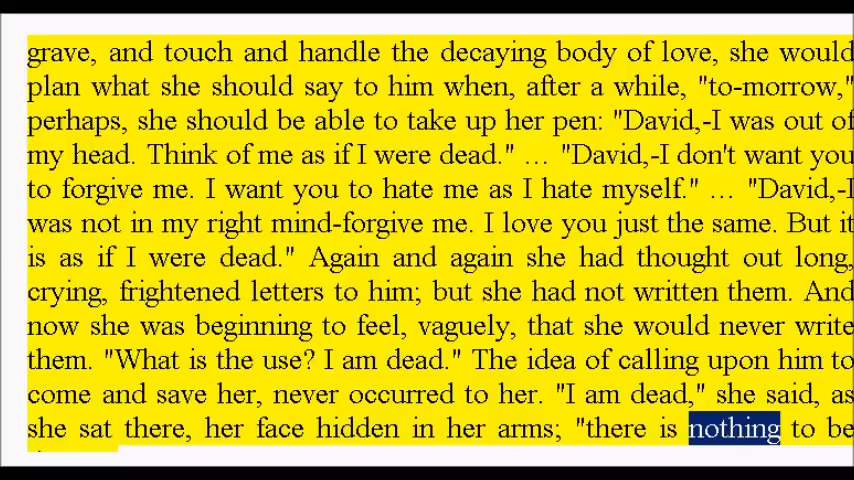 grave, and touch and handle the decaying body of love, she would
plan what she should say to him when, after a while, "to-morrow,"
perhaps, she should be able to take up her pen: "David,-I was out of
my head. Think of me as if I were dead." ... "David,-I don't want you
to forgive me. I want you to hate me as I hate myself." ... "David,-I
was not in my right mind-forgive me. I love you just the same. But it
is as if I were dead." Again and again she had thought out long,
crying, frightened letters to him; but she had not written them. And
now she was beginning to feel, vaguely, that she would never write
them. "What is the use? I am dead." The idea of calling upon him to
come and save her, never occurred to her. "I am dead," she said, as
she sat there, her face hidden in her arms; "there is nothing to be